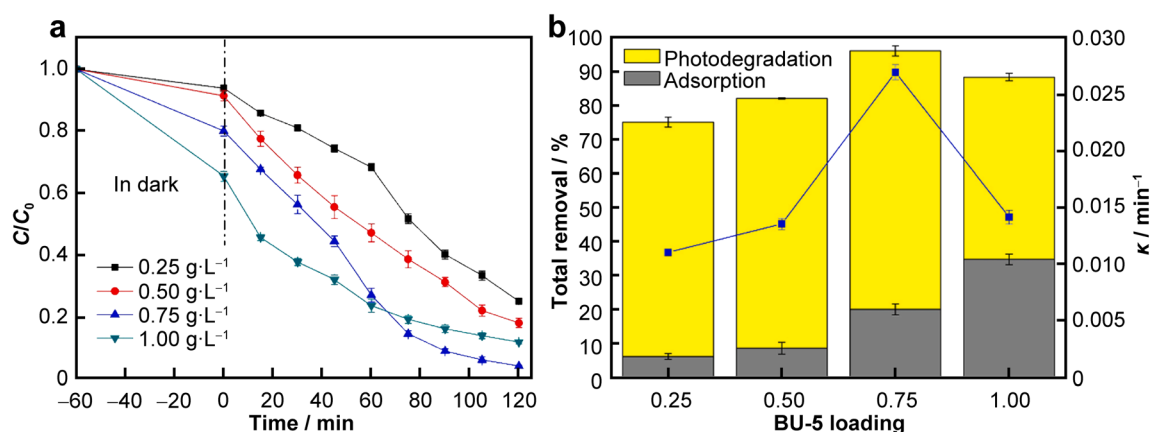 a
C/C₀
1.0
0.8
0.6
0.4
0.2
0
In dark
0.25 g·L⁻¹
0.50 g·L⁻¹
0.75 g·L⁻¹
1.00 g·L⁻¹
−60 −40 −20 0 20 40 60 80 100 120
Time / min
b
Total removal / %
100
90
80
70
60
50
40
30
20
10
0
Photodegradation
Adsorption
0.030
0.025
0.020
0.015
0.010
0.005
0
κ / min⁻¹
0.25 0.50 0.75 1.00
BU-5 loading